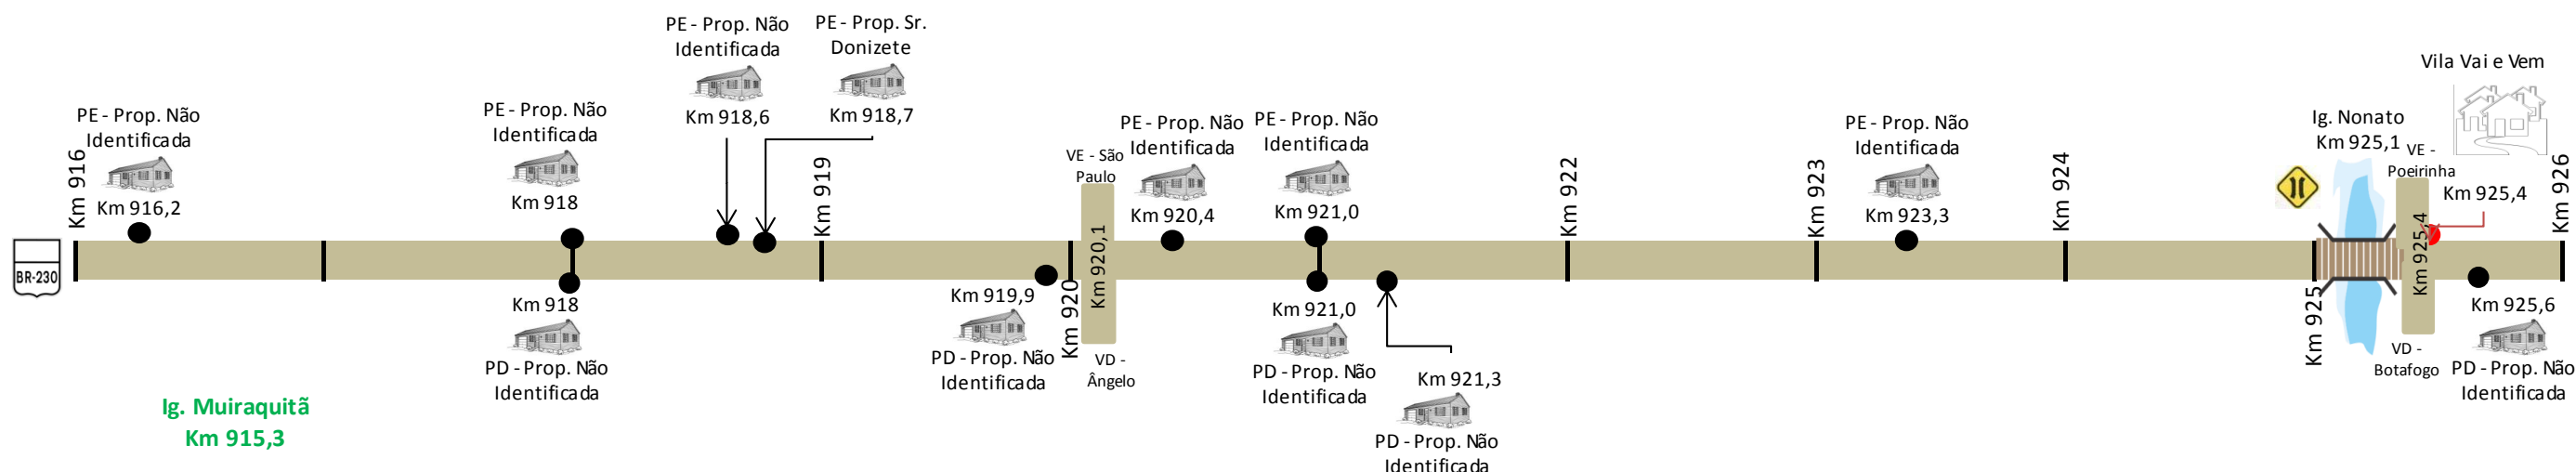 BR-230
Km 916
PE - Prop. Não
Identificada
Km 916,2
Ig. Muiraquitã
Km 915,3
PE - Prop. Não
Identificada
Km 918
Km 918
PD - Prop. Não
Identificada
PE - Prop. Não
Identificada
Km 918,6
PE - Prop. Sr.
Donizete
Km 918,7
Km 919
Km 919,9
PD - Prop. Não
Identificada
Km 920
VE - São
Paulo
Km 920,1
VD -
Ângelo
PE - Prop. Não
Identificada
Km 920,4
PE - Prop. Não
Identificada
Km 921,0
Km 921,0
PD - Prop. Não
Identificada
Km 921,3
PD - Prop. Não
Identificada
Km 922
Km 923
PE - Prop. Não
Identificada
Km 923,3
Km 924
Km 925
Ig. Nonato
Km 925,1
VE -
Poeirinha
Km 925,4
VD -
Botafogo
Vila Vai e Vem
Km 925,4
Km 925,6
PD - Prop. Não
Identificada
Km 926